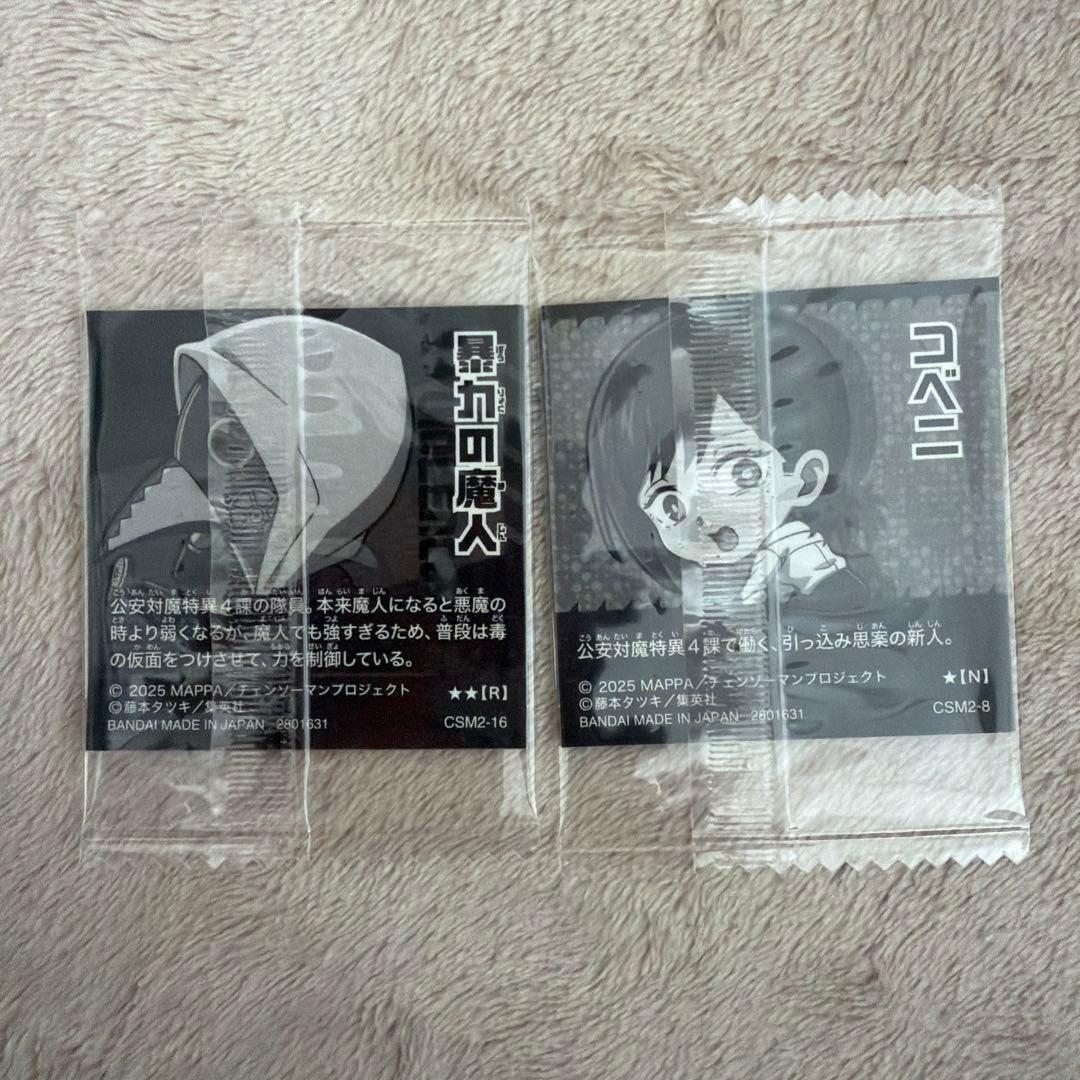 暴力の魔人
公安対魔特異４課の隊員。本来魔人になると悪魔の
時より弱くなるが、魔人でも強すぎるため、普段は毒
の仮面をつけさせて、力を制御している。
© 2025 MAPPA／チェンソーマンプロジェクト
©藤本タツキ／集英社
★★【R】
BANDAI MADE IN JAPAN 2801631
CSM2-16
コベニ
公安対魔特異４課で働く、引っ込み思案の新人。
© 2025 MAPPA／チェンソーマンプロジェクト
©藤本タツキ／集英社
★【N】
BANDAI MADE IN JAPAN 2801631
CSM2-8